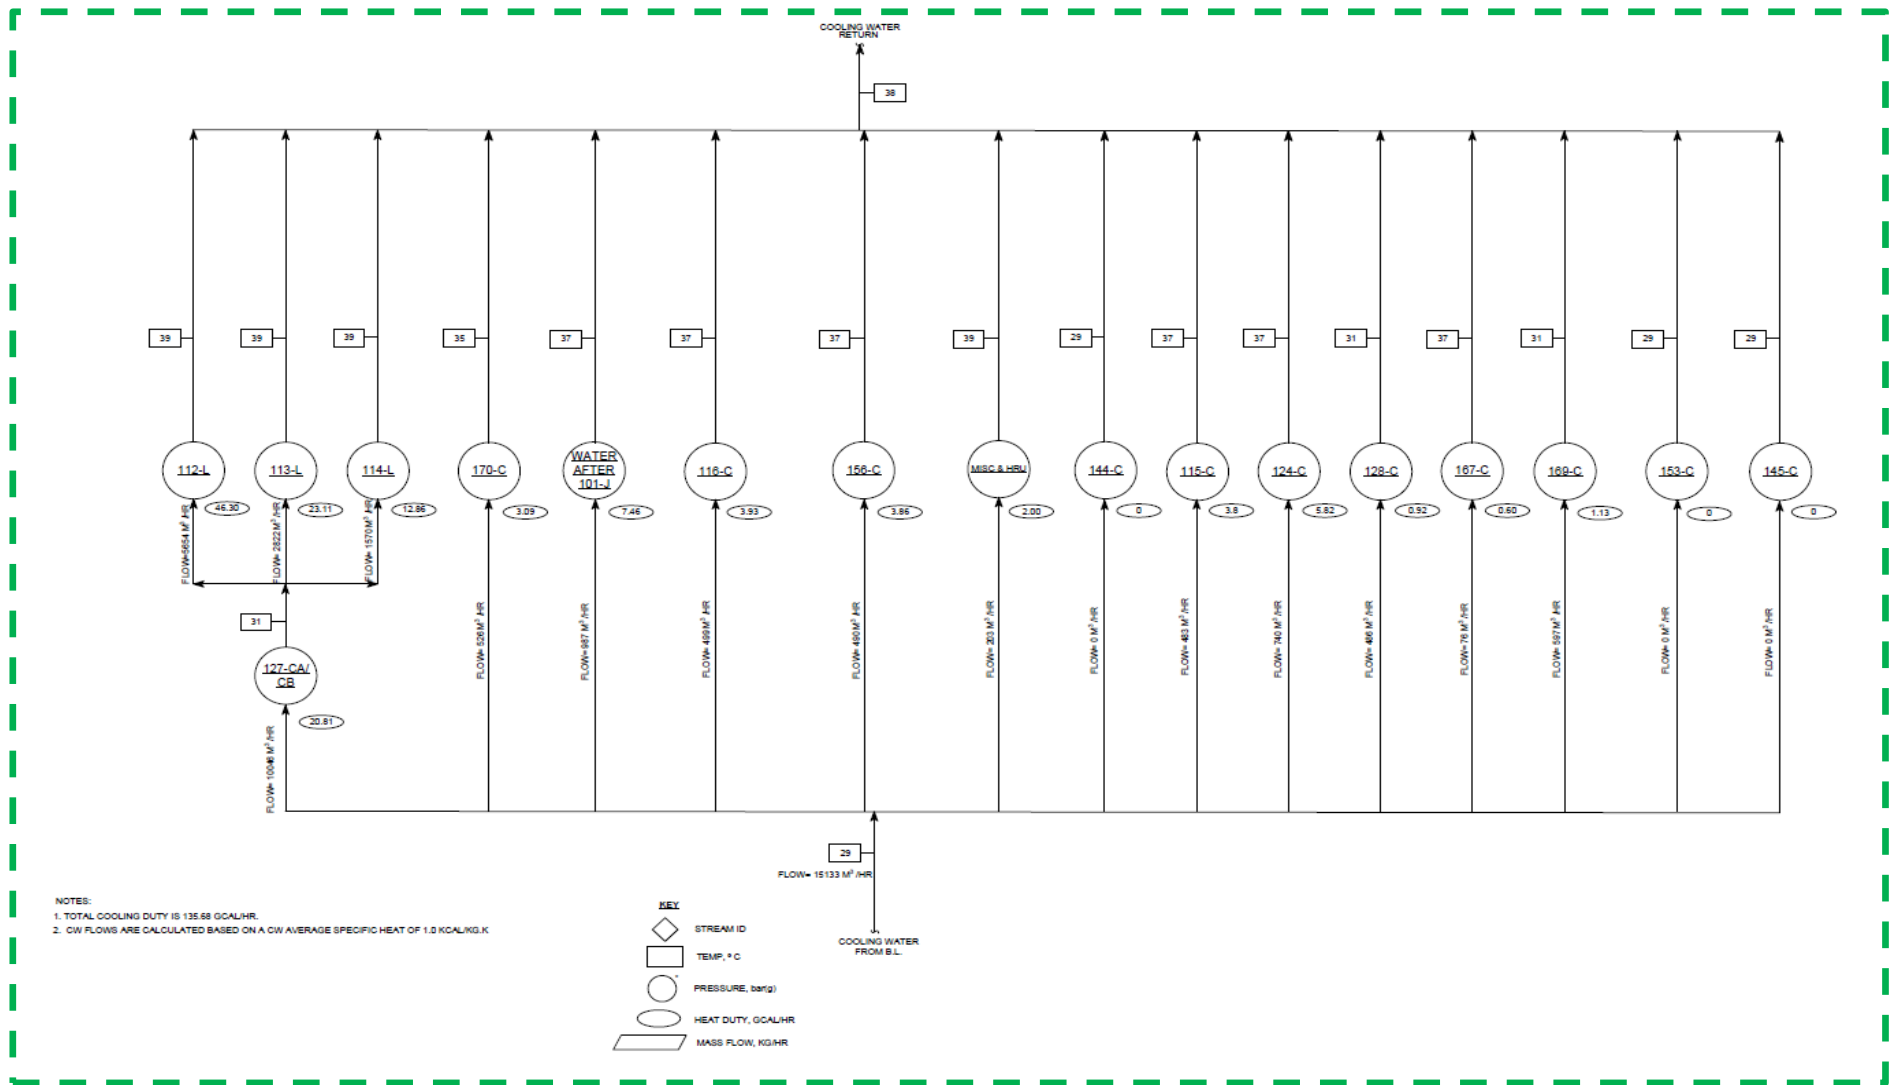 COOLING WATER
RETURN
38
39
39
39
35
37
37
37
39
29
37
37
31
37
31
29
29
112-L
113-L
114-L
170-C
WATER
AFTER
101-J
116-C
156-C
MISC & HRU
144-C
115-C
124-C
128-C
167-C
169-C
153-C
145-C
46.30
23.11
12.86
3.09
7.46
3.93
3.86
2.00
0
3.8
5.82
0.92
0.60
1.13
0
0
FLOW=5654 M³/HR
FLOW= 2822 M³/HR
FLOW= 1570 M³/HR
31
127-CA/
CB
20.81
FLOW= 10046 M³/HR
FLOW= 526 M³/HR
FLOW= 987 M³/HR
FLOW= 499 M³/HR
FLOW= 490 M³/HR
FLOW= 203 M³/HR
FLOW= 0 M³/HR
FLOW= 483 M³/HR
FLOW= 740 M³/HR
FLOW= 466 M³/HR
FLOW= 76 M³/HR
FLOW= 597 M³/HR
FLOW= 0 M³/HR
FLOW= 0 M³/HR
29
FLOW= 15133 M³/HR
COOLING WATER
FROM B.L.
NOTES:
1. TOTAL COOLING DUTY IS 135.68 GCAL/HR.
2. CW FLOWS ARE CALCULATED BASED ON A CW AVERAGE SPECIFIC HEAT OF 1.0 KCAL/KG.K
KEY
STREAM ID
TEMP, º C
PRESSURE, bar(g)
HEAT DUTY, GCAL/HR
MASS FLOW, KG/HR